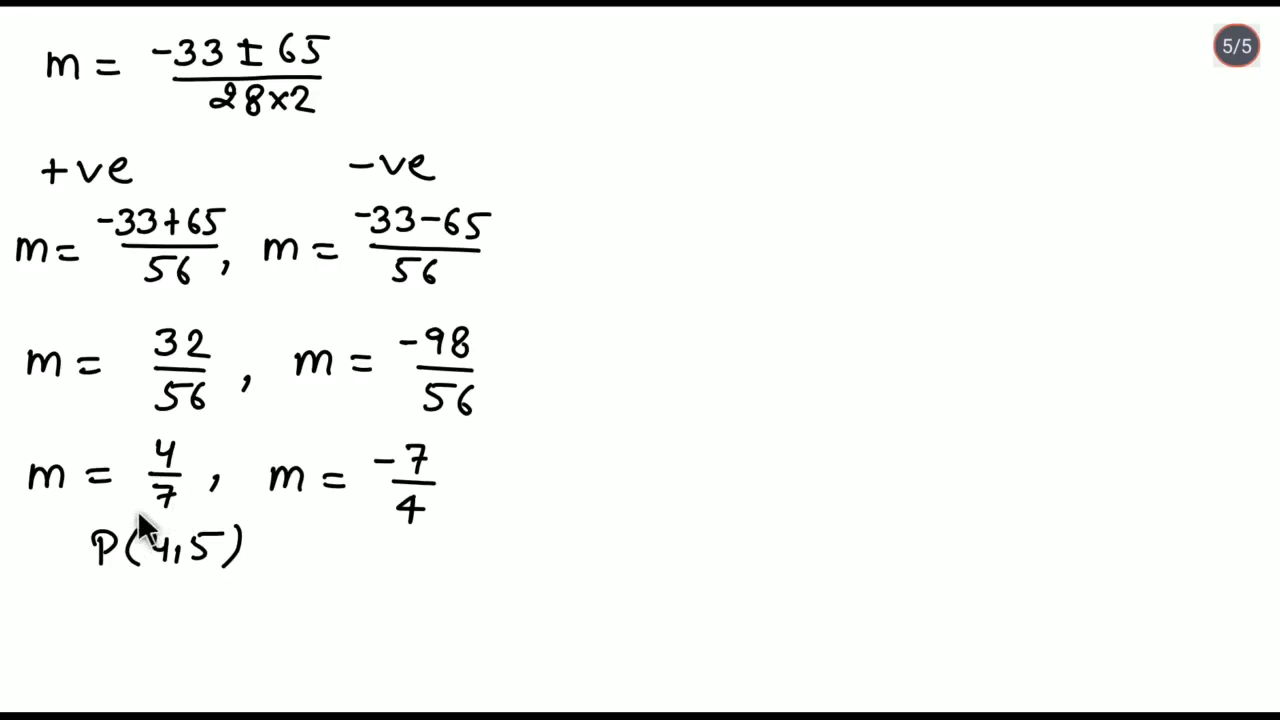 m = (-33 ± 65)/(28×2)
5/5
+ve -ve
m = (-33+65)/56 , m = (-33-65)/56
m = 32/56 , m = -98/56
m = 4/7 , m = -7/4
P(4,5)